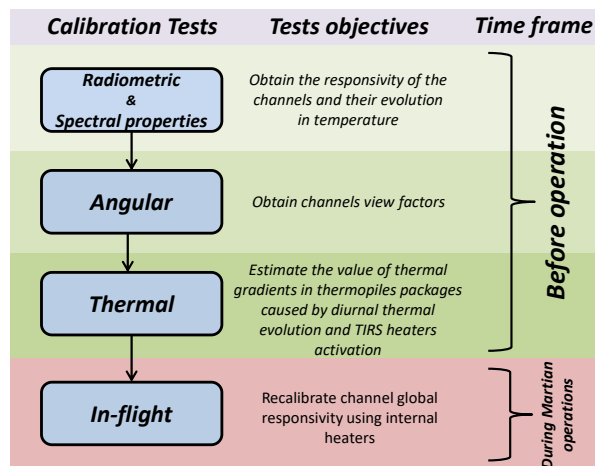 Calibration Tests Tests objectives Time frame
Radiometric
&
Spectral properties
Obtain the responsivity of the
channels and their evolution
in temperature
Angular
Obtain channels view factors
Thermal
Estimate the value of thermal
gradients in thermopiles packages
caused by diurnal thermal
evolution and TIRS heaters
activation
Before operation
In-flight
Recalibrate channel global
responsivity using internal
heaters
During Martian
operations